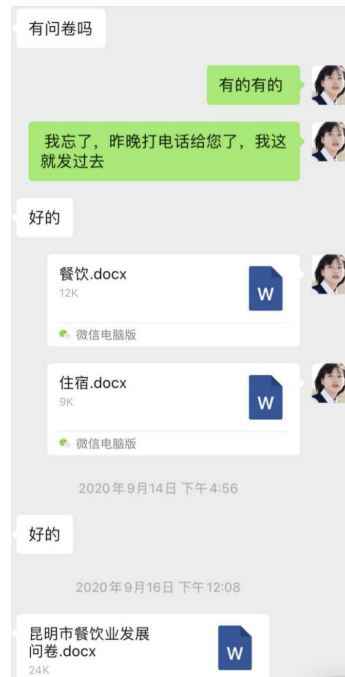 有问卷吗
有的有的
我忘了，昨晚打电话给您了，我这
就发过去
好的
餐饮.docx
12K
W
微信电脑版
住宿.docx
9K
W
微信电脑版
2020年9月14日 下午4:56
好的
2020年9月16日 下午12:08
昆明市餐饮业发展
问卷.docx
W
24K